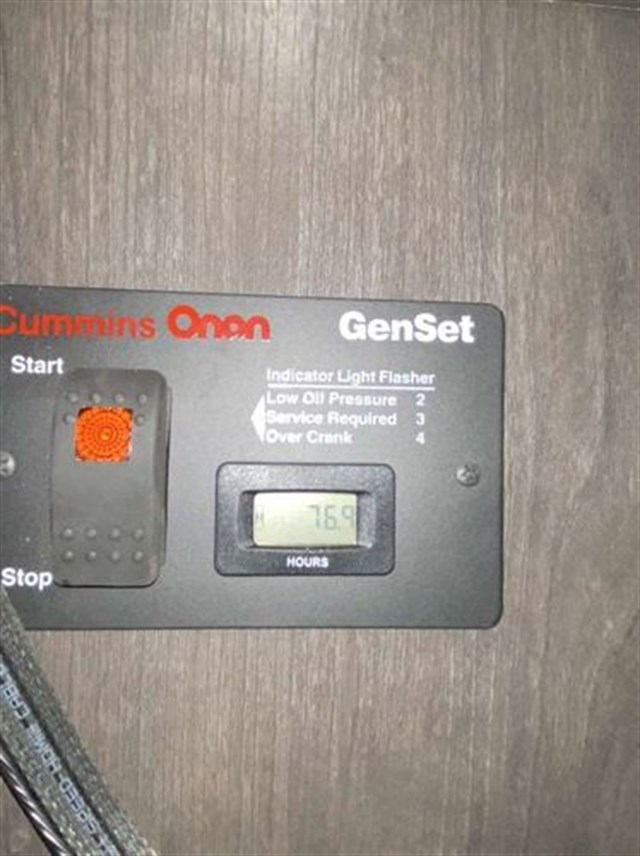 Cummins Onan GenSet
Start
Indicator Light Flasher
Low Oil Pressure 2
Service Required 3
Over Crank 4
H 76.9
HOURS
Stop